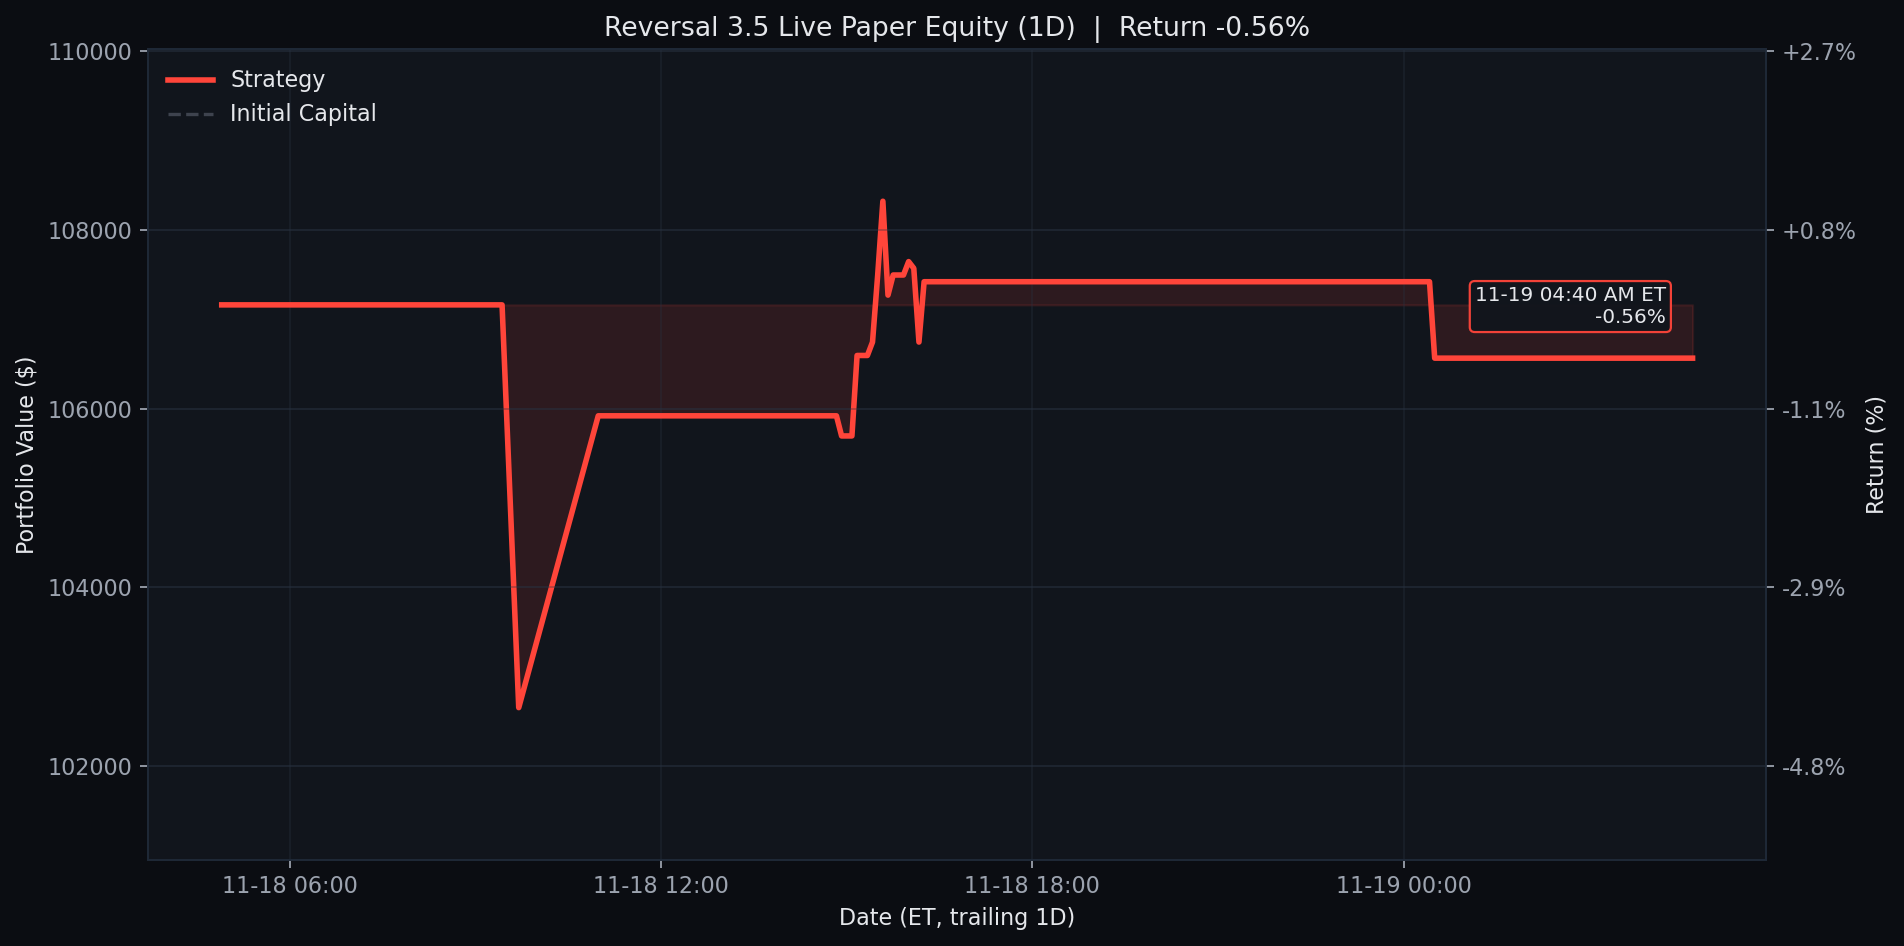 Reversal 3.5 Live Paper Equity (1D) | Return -0.56%
Strategy
Initial Capital
Portfolio Value ($)
110000
108000
106000
104000
102000
+2.7%
+0.8%
-1.1%
-2.9%
-4.8%
Return (%)
11-19 04:40 AM ET
-0.56%
11-18 06:00
11-18 12:00
11-18 18:00
11-19 00:00
Date (ET, trailing 1D)